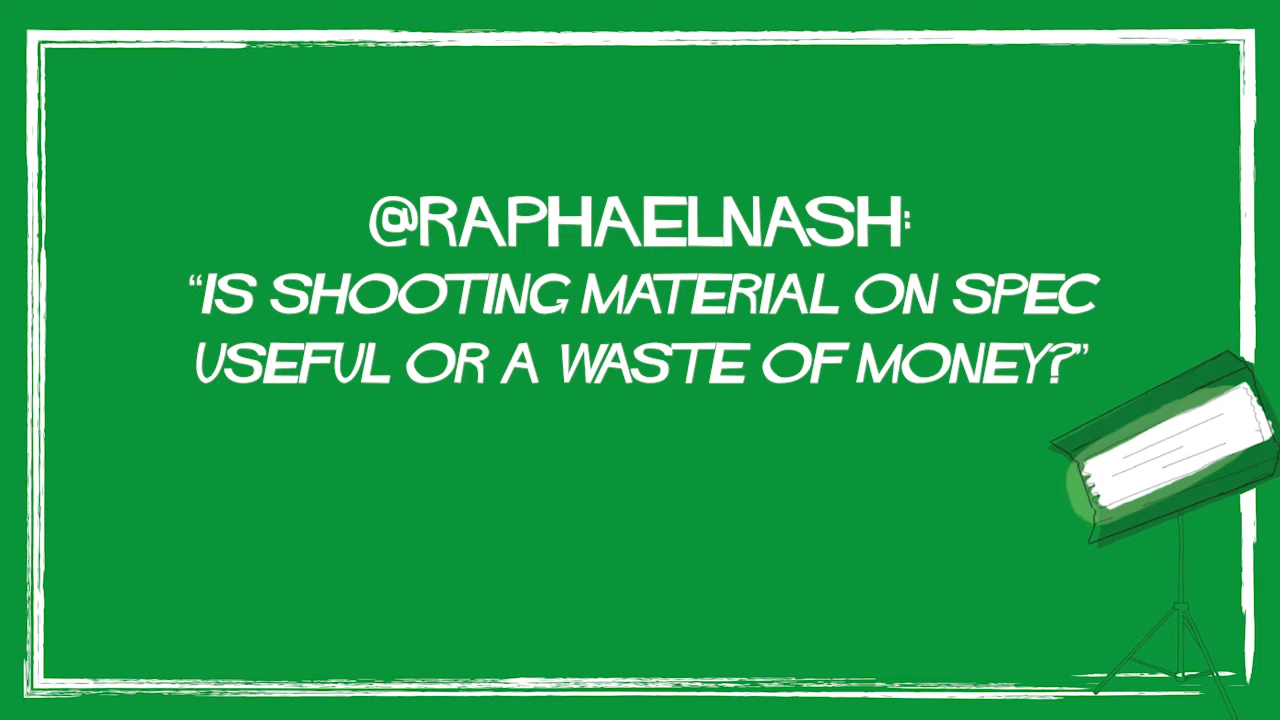 @RAPHAELNASH:
“IS SHOOTING MATERIAL ON SPEC
USEFUL OR A WASTE OF MONEY?”